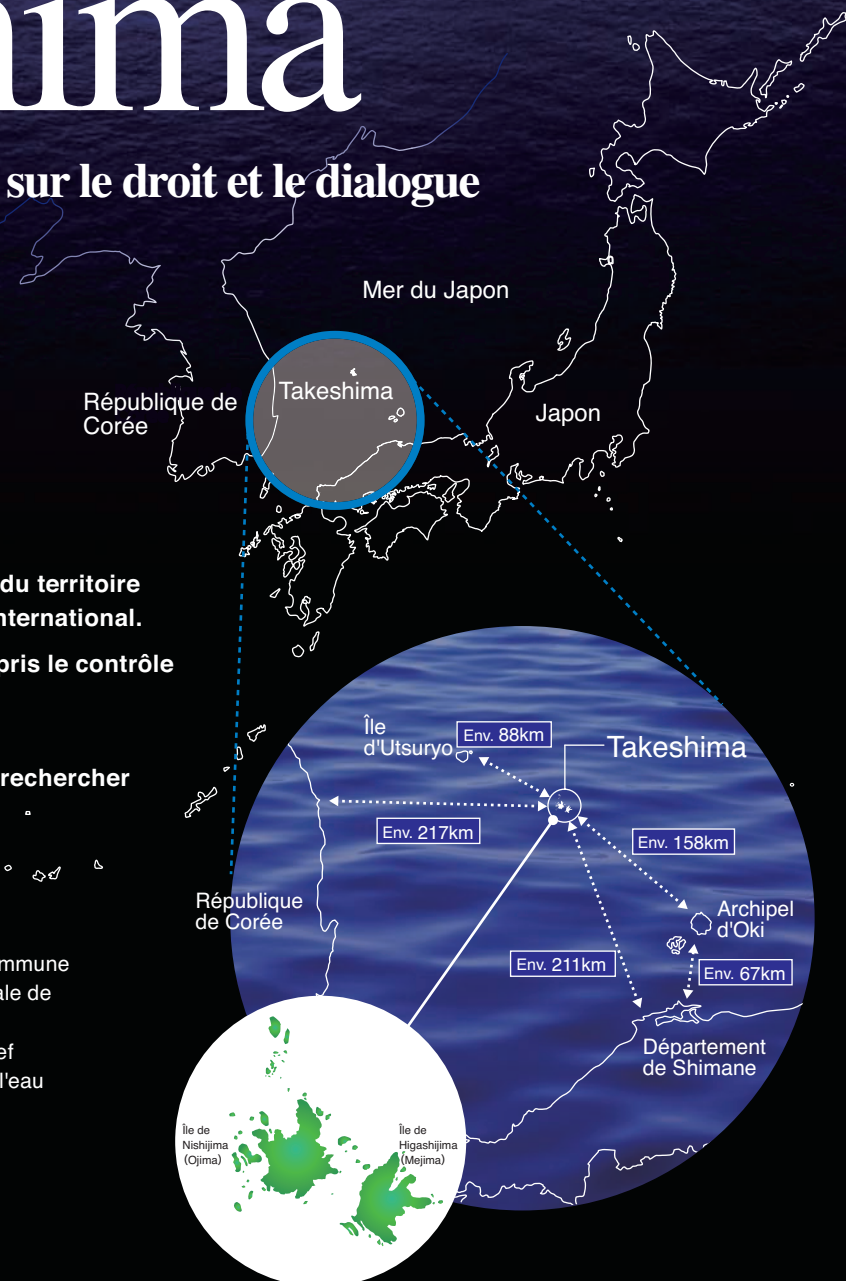 hima
sur le droit et le dialogue
Mer du Japon
République de
Corée
Takeshima
Japon
du territoire
nternational.
pris le contrôle
rechercher
Île
d'Utsuryo
Env. 88km
Takeshima
Env. 217km
Env. 158km
République
de Corée
Archipel
d'Oki
Env. 211km
Env. 67km
mmune
ale de
ef
l'eau
Département
de Shimane
Île de
Nishijima
(Ojima)
Île de
Higashijima
(Mejima)